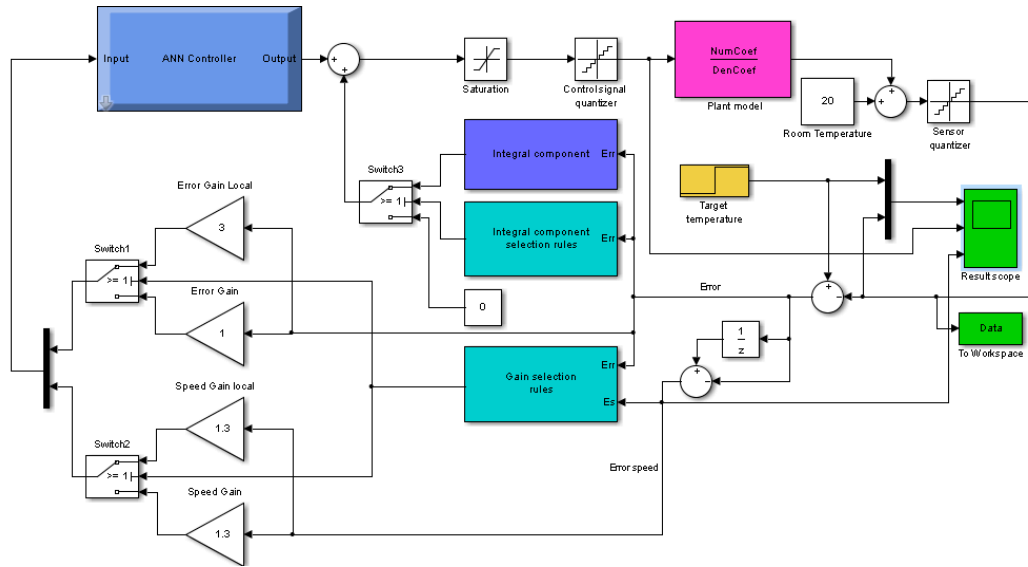 Input
ANN Controller
Output
+
+
Saturation
Control signal
quantizer
NumCoef
DenCoef
Plant model
20
Room Temperature
+
+
Sensor
quantizer
Integral component
Err
Switch3
>= 1
Integral component
selection rules
Err
0
Target
temperature
Result scope
Data
To Workspace
Error Gain Local
3
Switch1
>= 1
Error Gain
1
Error
+
-
1
z
+
-
Gain selection
rules
Err
Es
Speed Gain local
1.3
Switch2
>= 1
Speed Gain
1.3
Error speed